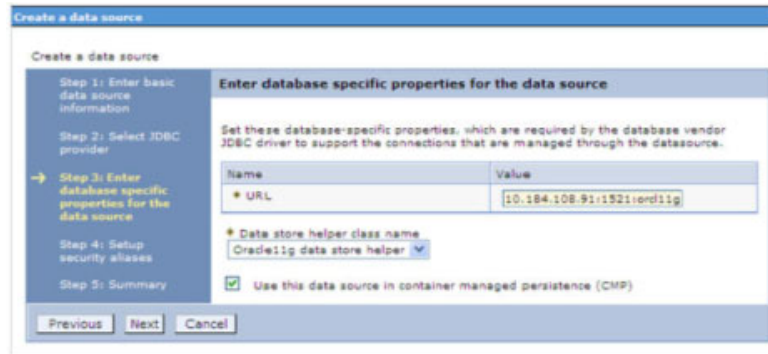 Create a data source
Create a data source
Step 1: Enter basic
data source
information
Step 2: Select JDBC
provider
Step 3: Enter
database specific
properties for the
data source
Step 4: Setup
security aliases
Step 5: Summary
Enter database specific properties for the data source
Set these database-specific properties, which are required by the database vendor
JDBC driver to support the connections that are managed through the datasource.
Name Value
URL 10.184.108.91:1521:orcl11g
Data store helper class name
Oracle11g data store helper
Use this data source in container managed persistence (CMP)
Previous Next Cancel